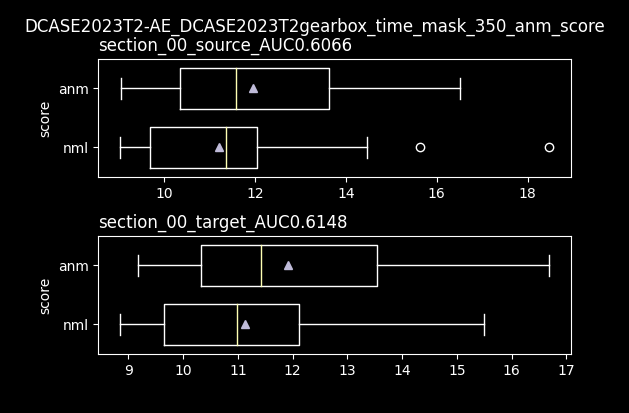 DCASE2023T2-AE_DCASE2023T2gearbox_time_mask_350_anm_score
section_00_source_AUC0.6066
anm
nml
score
10 12 14 16 18
section_00_target_AUC0.6148
anm
nml
score
9 10 11 12 13 14 15 16 17